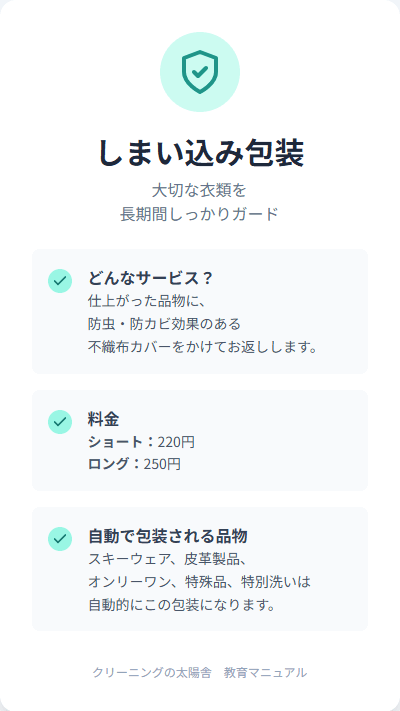 しまい込み包装
大切な衣類を
長期間しっかりガード
どんなサービス？
仕上がった品物に、
防虫・防カビ効果のある
不織布カバーをかけてお返しします。
料金
ショート：220円
ロング：250円
自動で包装される品物
スキーウェア、皮革製品、
オンリーワン、特殊品、特別洗いは
自動的にこの包装になります。
クリーニングの太陽舎　教育マニュアル